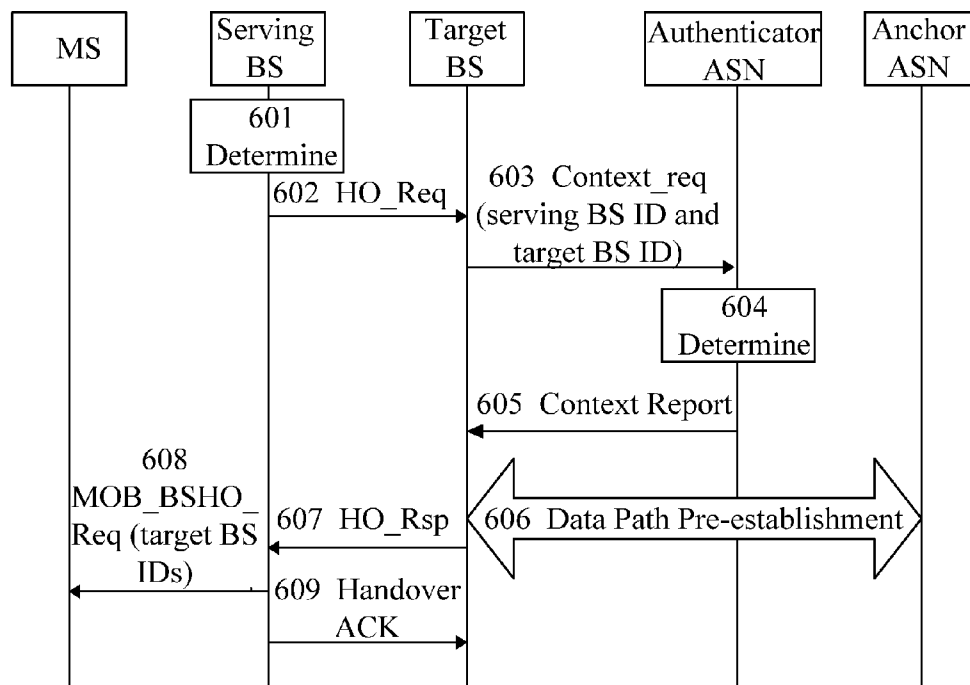 MS
Serving
BS
Target
BS
Authenticator
ASN
Anchor
ASN
601
Determine
602 HO_Req
603 Context_req
(serving BS ID and
target BS ID)
604
Determine
605 Context Report
606 Data Path Pre-establishment
607 HO_Rsp
608
MOB_BSHO_
Req (target BS
IDs)
609 Handover
ACK